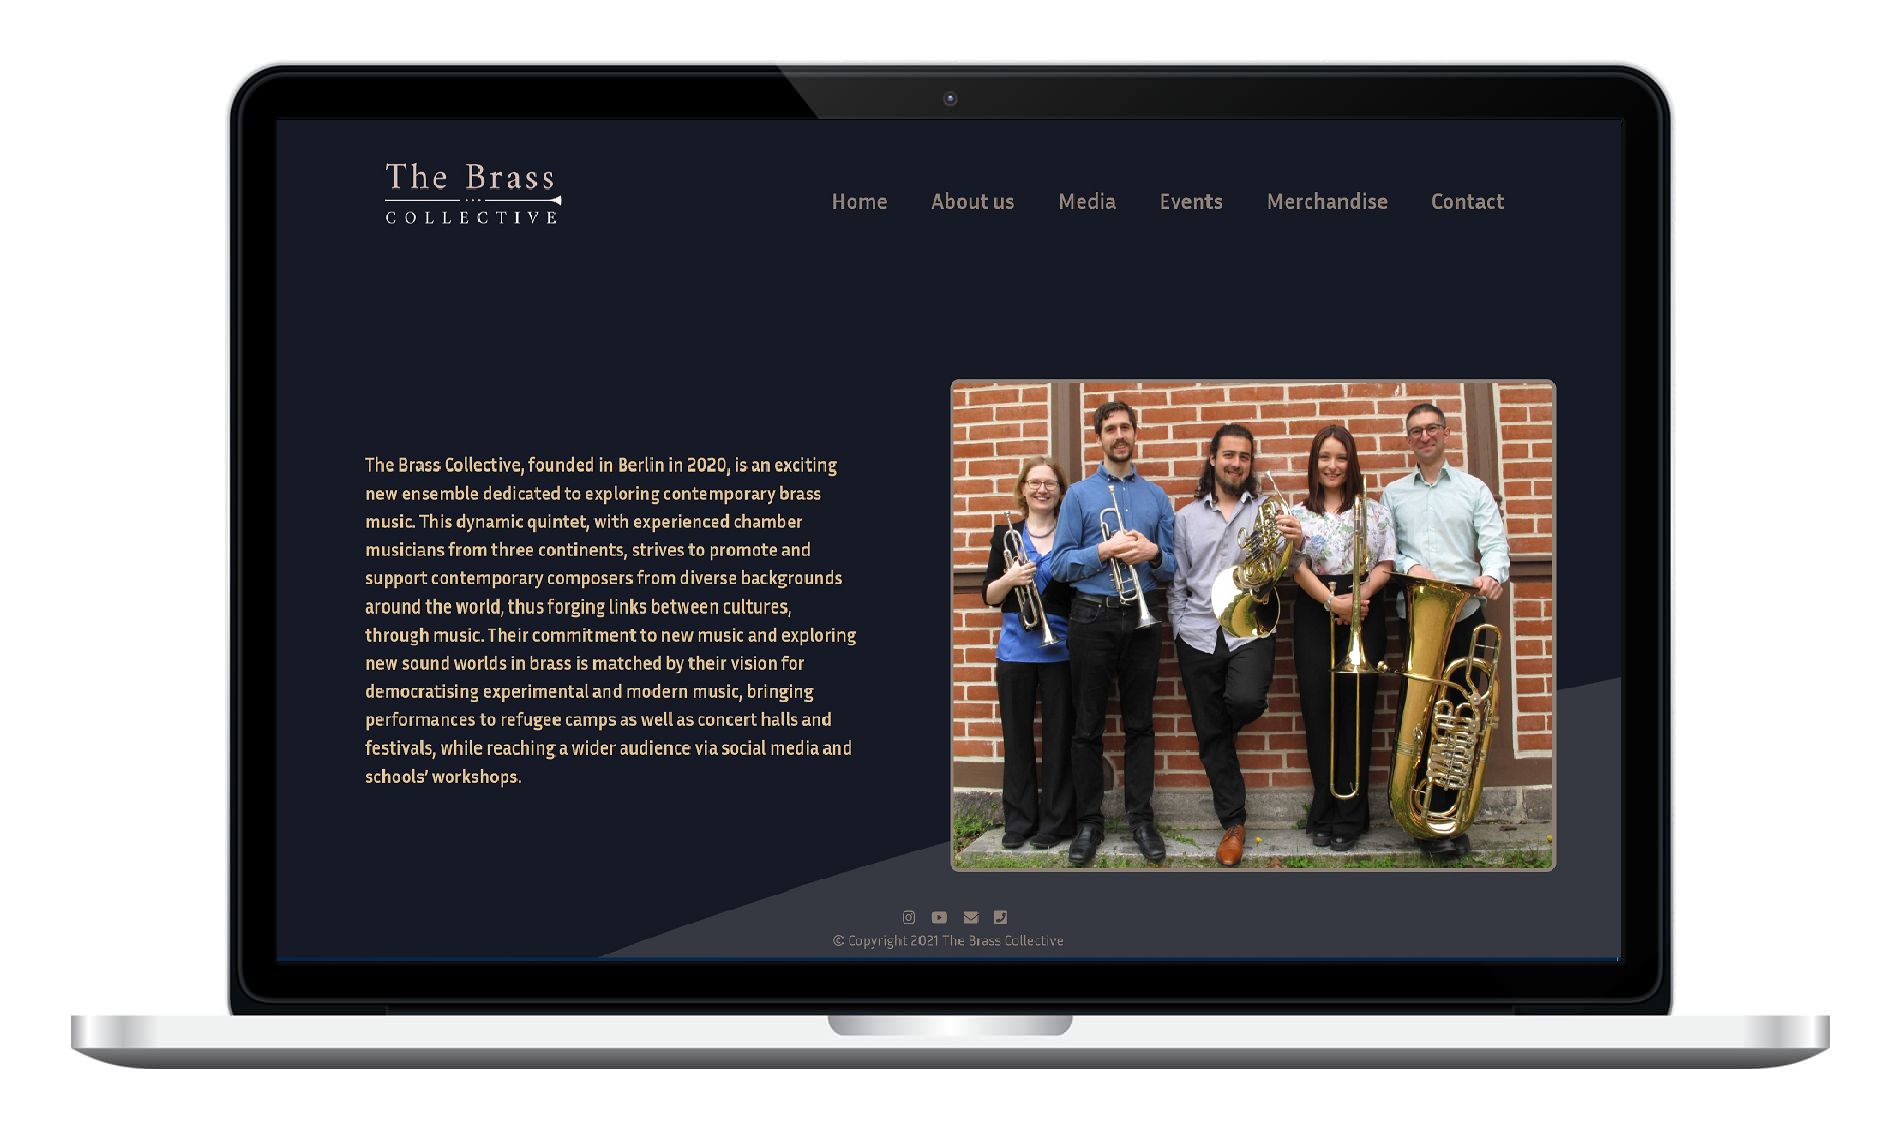 The Brass
COLLECTIVE
Home About us Media Events Merchandise Contact
The Brass Collective, founded in Berlin in 2020, is an exciting
new ensemble dedicated to exploring contemporary brass
music. This dynamic quintet, with experienced chamber
musicians from three continents, strives to promote and
support contemporary composers from diverse backgrounds
around the world, thus forging links between cultures,
through music. Their commitment to new music and exploring
new sound worlds in brass is matched by their vision for
democratising experimental and modern music, bringing
performances to refugee camps as well as concert halls and
festivals, while reaching a wider audience via social media and
schools’ workshops.
© Copyright 2021 The Brass Collective